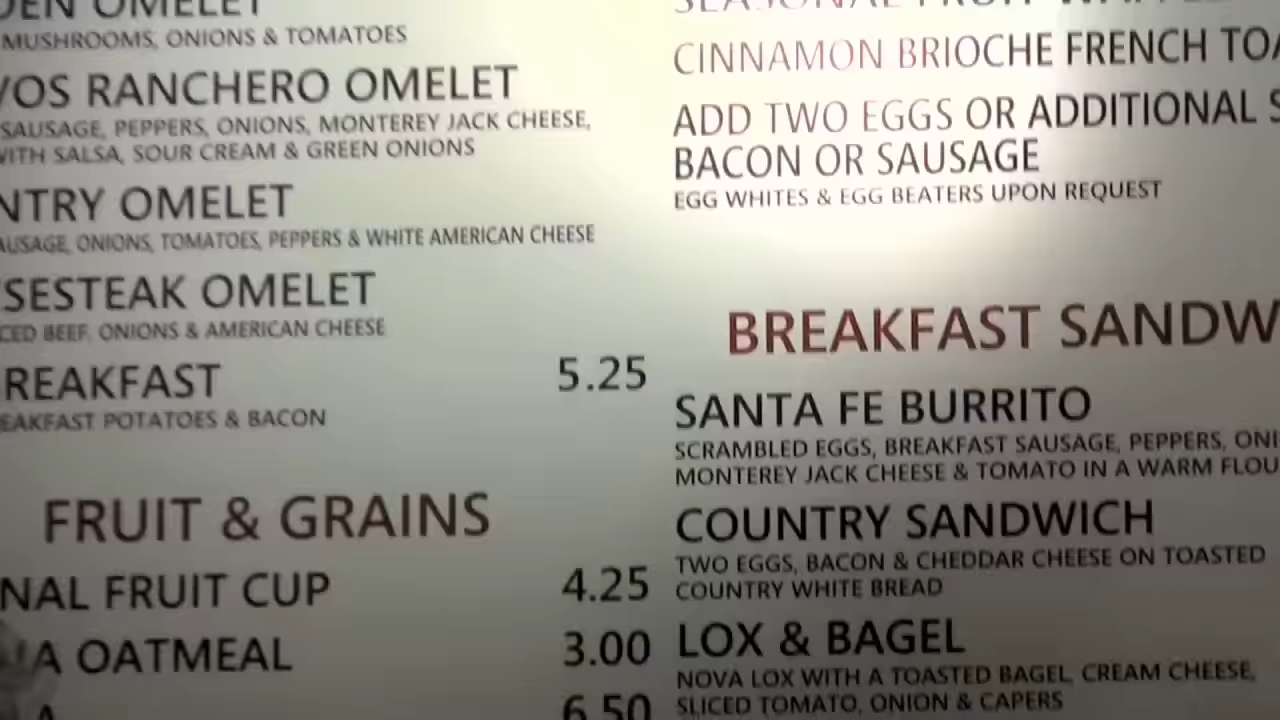 OMELET
MUSHROOMS, ONIONS & TOMATOES
RANCHERO OMELET
SAUSAGE, PEPPERS, ONIONS, MONTEREY JACK CHEESE,
WITH SALSA, SOUR CREAM & GREEN ONIONS
NTRY OMELET
AUSAGE, ONIONS, TOMATOES, PEPPERS & WHITE AMERICAN CHEESE
SESTEAK OMELET
CED BEEF, ONIONS & AMERICAN CHEESE
REAKFAST 5.25
EAKFAST POTATOES & BACON
FRUIT & GRAINS
NAL FRUIT CUP 4.25
A OATMEAL 3.00
6.50
SEASONAL FRUIT
CINNAMON BRIOCHE FRENCH TOA
ADD TWO EGGS OR ADDITIONAL S
BACON OR SAUSAGE
EGG WHITES & EGG BEATERS UPON REQUEST
BREAKFAST SANDW
SANTA FE BURRITO
SCRAMBLED EGGS, BREAKFAST SAUSAGE, PEPPERS, ONI
MONTEREY JACK CHEESE & TOMATO IN A WARM FLOU
COUNTRY SANDWICH
TWO EGGS, BACON & CHEDDAR CHEESE ON TOASTED
COUNTRY WHITE BREAD
LOX & BAGEL
NOVA LOX WITH A TOASTED BAGEL, CREAM CHEESE,
SLICED TOMATO, ONION & CAPERS